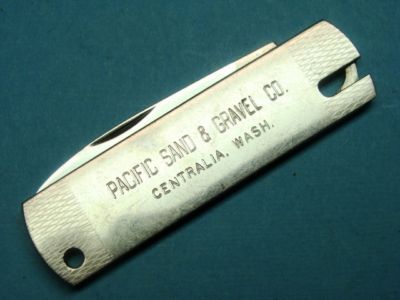 PACIFIC SAND & GRAVEL CO.
CENTRALIA, WASH.